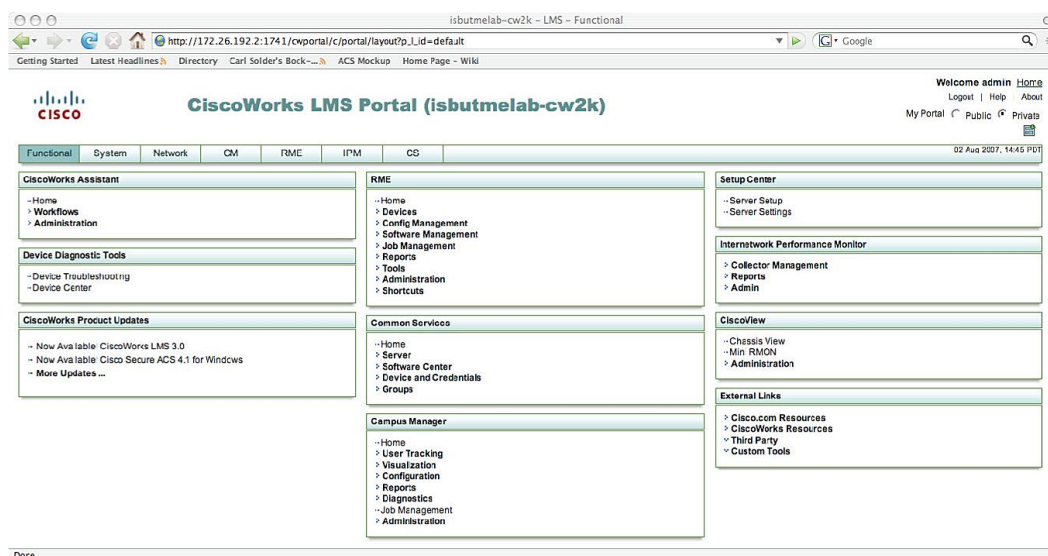 isbutmelab-cw2k – LMS – Functional
http://172.26.192.2:1741/cwportal/c/portal/layout?p_l_id=default
G Google
Getting Started Latest Headlines Directory Carl Solder's Bock-... ACS Mockup Home Page – Wiki
Welcome admin Home
Logout | Help About
My Portal Public Private
CISCO
CiscoWorks LMS Portal (isbutmelab-cw2k)
Functional System Network CM RME IPM CS
02 Aug 2007, 14:45 PDT
CiscoWorks Assistant
Home
Workflows
Administration
Device Diagnostic Tools
Device Troubleshooting
Device Center
CiscoWorks Product Updates
Now Available: CiscoWorks LMS 3.0
Now Available: Cisco Secure ACS 4.1 for Windows
More Updates ...
RME
Home
Devices
Config Management
Software Management
Job Management
Reports
Tools
Administration
Shortcuts
Common Services
Home
Server
Software Center
Device and Credentials
Groups
Campus Manager
Home
User Tracking
Visualization
Configuration
Reports
Diagnostics
Job Management
Administration
Setup Center
Server Setup
Server Settings
Internetwork Performance Monitor
Collector Management
Reports
Admin
CiscoView
Chassis View
Mini RMON
Administration
External Links
Cisco.com Resources
CiscoWorks Resources
Third Party
Custom Tools
Done